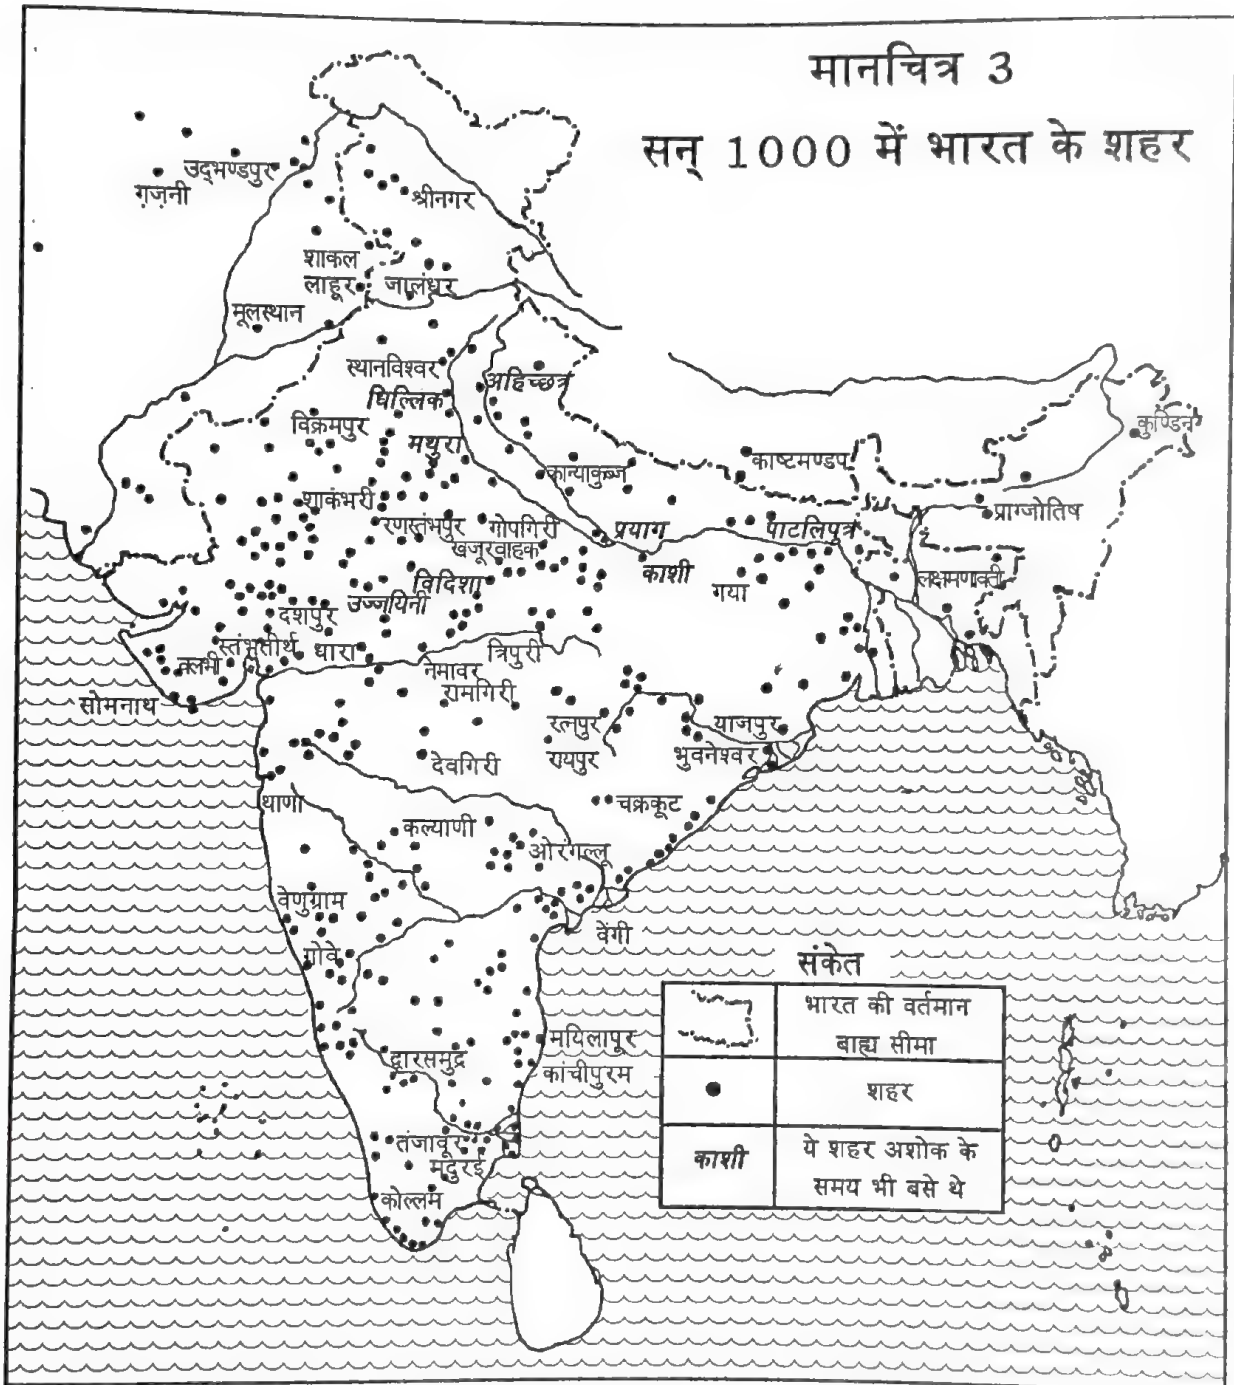 मानचित्र 3
सन् 1000 में भारत के शहर
उद्भण्डपुर
ग़ज़नी
श्रीनगर
शाकल
लाहूर
जालंधर
मूलस्थान
स्थानविश्वर
अहिच्छत्र
धिल्लिक
विक्रमपुर
मथुरा
कुण्डिन
काष्टमण्डप
कान्याकुब्ज
शाकंभरी
प्राग्ज्योतिष
रणस्तंभपुर
गोपगिरी
प्रयाग
पाटलिपुत्र
खजूरवाहक
काशी
विदिशा
गया
लक्षामणावती
उज्जयिनी
दशपुर
स्तंभतीर्थ
धारा
त्रिपुरी
वलभी
नेमावर
रामगिरी
सोमनाथ
रत्नपुर
याजपुर
रायपुर
भुवनेश्वर
देवगिरी
थाणा
चक्रकूट
कल्याणी
ओरंगल्लू
वेणुग्राम
वेंगी
गोवे
मयिलापूर
द्वारसमुद्र
कांचीपुरम
तंजावूर
मदुरई
कोल्लम
संकेत
भारत की वर्तमान
बाह्य सीमा
शहर
काशी
ये शहर अशोक के
समय भी बसे थे